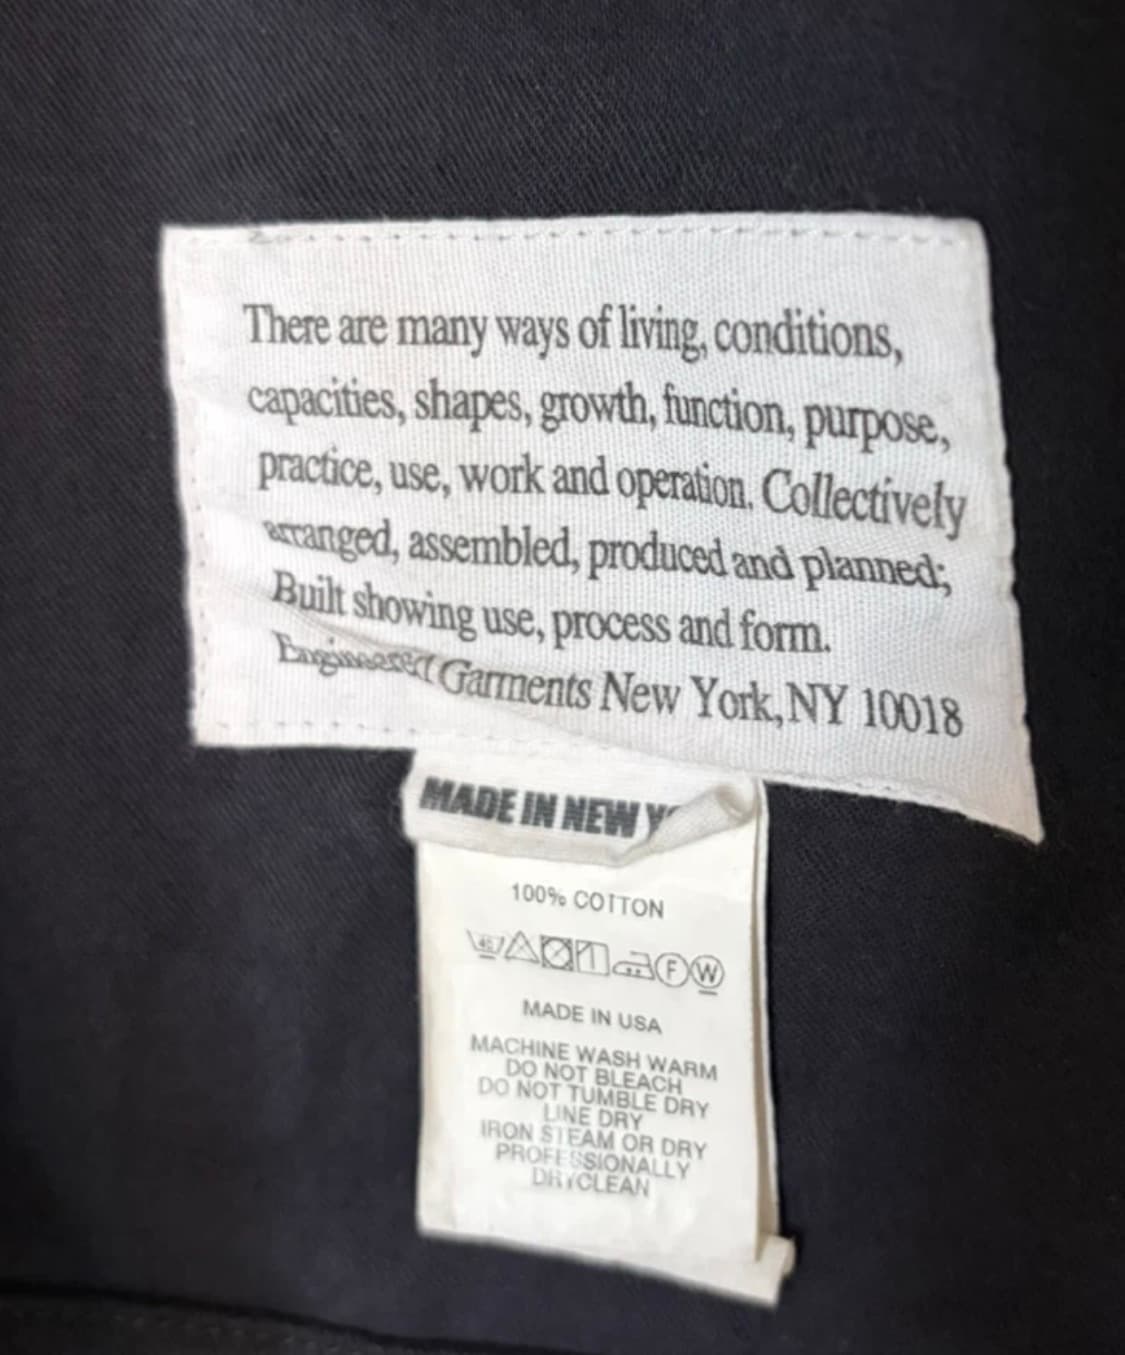 There are many ways of living, conditions,
capacities, shapes, growth, function, purpose,
practice, use, work and operation. Collectively
arranged, assembled, produced and planned;
Built showing use, process and form.
Engineered Garments New York, NY 10018
MADE IN NEW
100% COTTON
F W
MADE IN USA
MACHINE WASH WARM
DO NOT BLEACH
DO NOT TUMBLE DRY
LINE DRY
IRON STEAM OR DRY
PROFESSIONALLY
DRYCLEAN